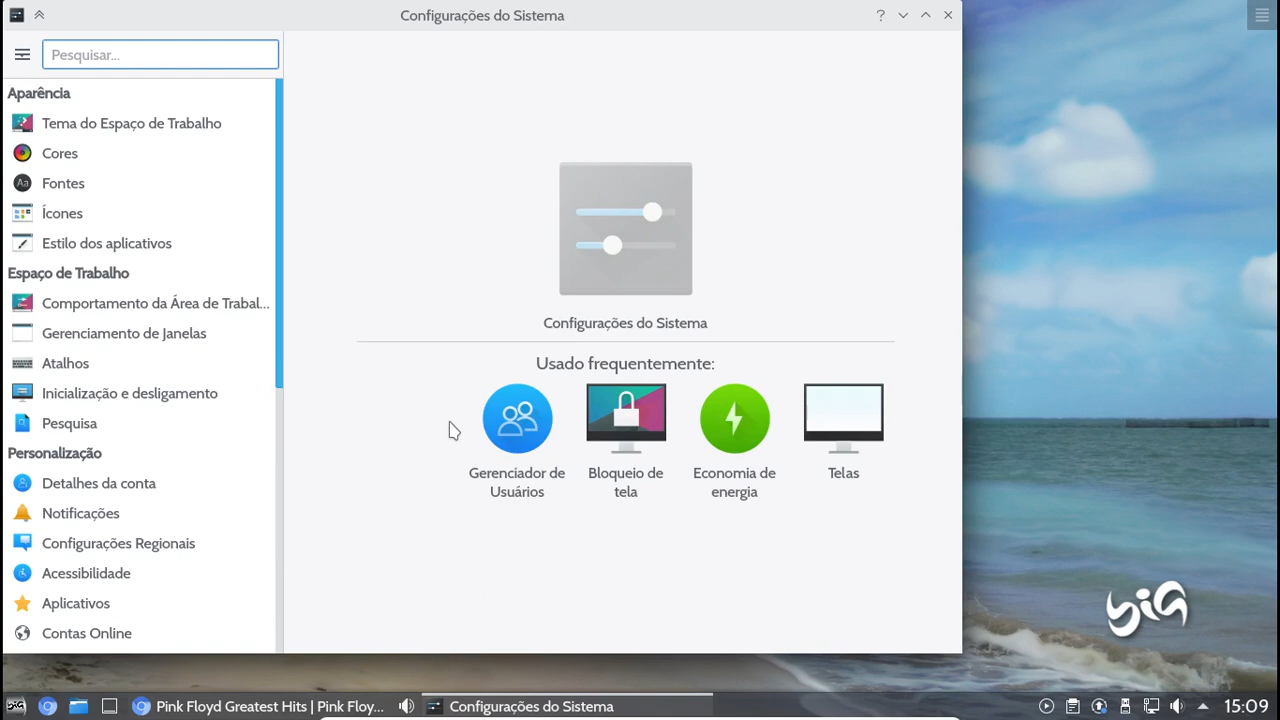 Configurações do Sistema
?
Pesquisar...
Aparência
Tema do Espaço de Trabalho
Cores
Aa
Fontes
Ícones
Estilo dos aplicativos
Espaço de Trabalho
Comportamento da Área de Trabal...
Gerenciamento de Janelas
Atalhos
Inicialização e desligamento
Pesquisa
Personalização
Detalhes da conta
Notificações
Configurações Regionais
Acessibilidade
Aplicativos
Contas Online
Configurações do Sistema
Usado frequentemente:
Gerenciador de
Usuários
Bloqueio de
tela
Economia de
energia
Telas
BIG
Pink Floyd Greatest Hits | Pink Floy...
Configurações do Sistema
15:09